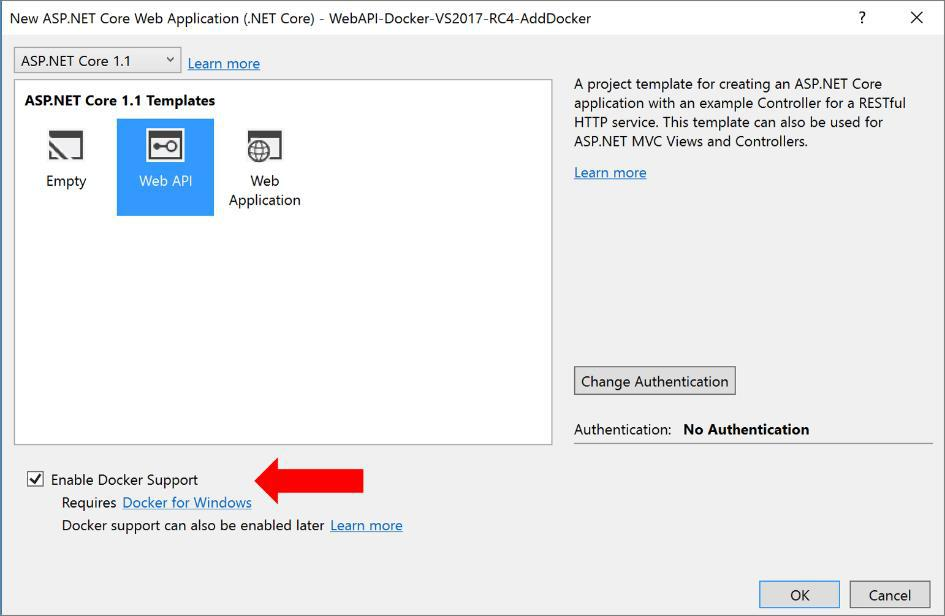 New ASP.NET Core Web Application (.NET Core) - WebAPI-Docker-VS2017-RC4-AddDocker
?
ASP.NET Core 1.1
Learn more
ASP.NET Core 1.1 Templates
Empty
Web API
Web
Application
A project template for creating an ASP.NET Core
application with an example Controller for a RESTful
HTTP service. This template can also be used for
ASP.NET MVC Views and Controllers.
Learn more
Change Authentication
Authentication: No Authentication
Enable Docker Support
Requires Docker for Windows
Docker support can also be enabled later Learn more
OK
Cancel